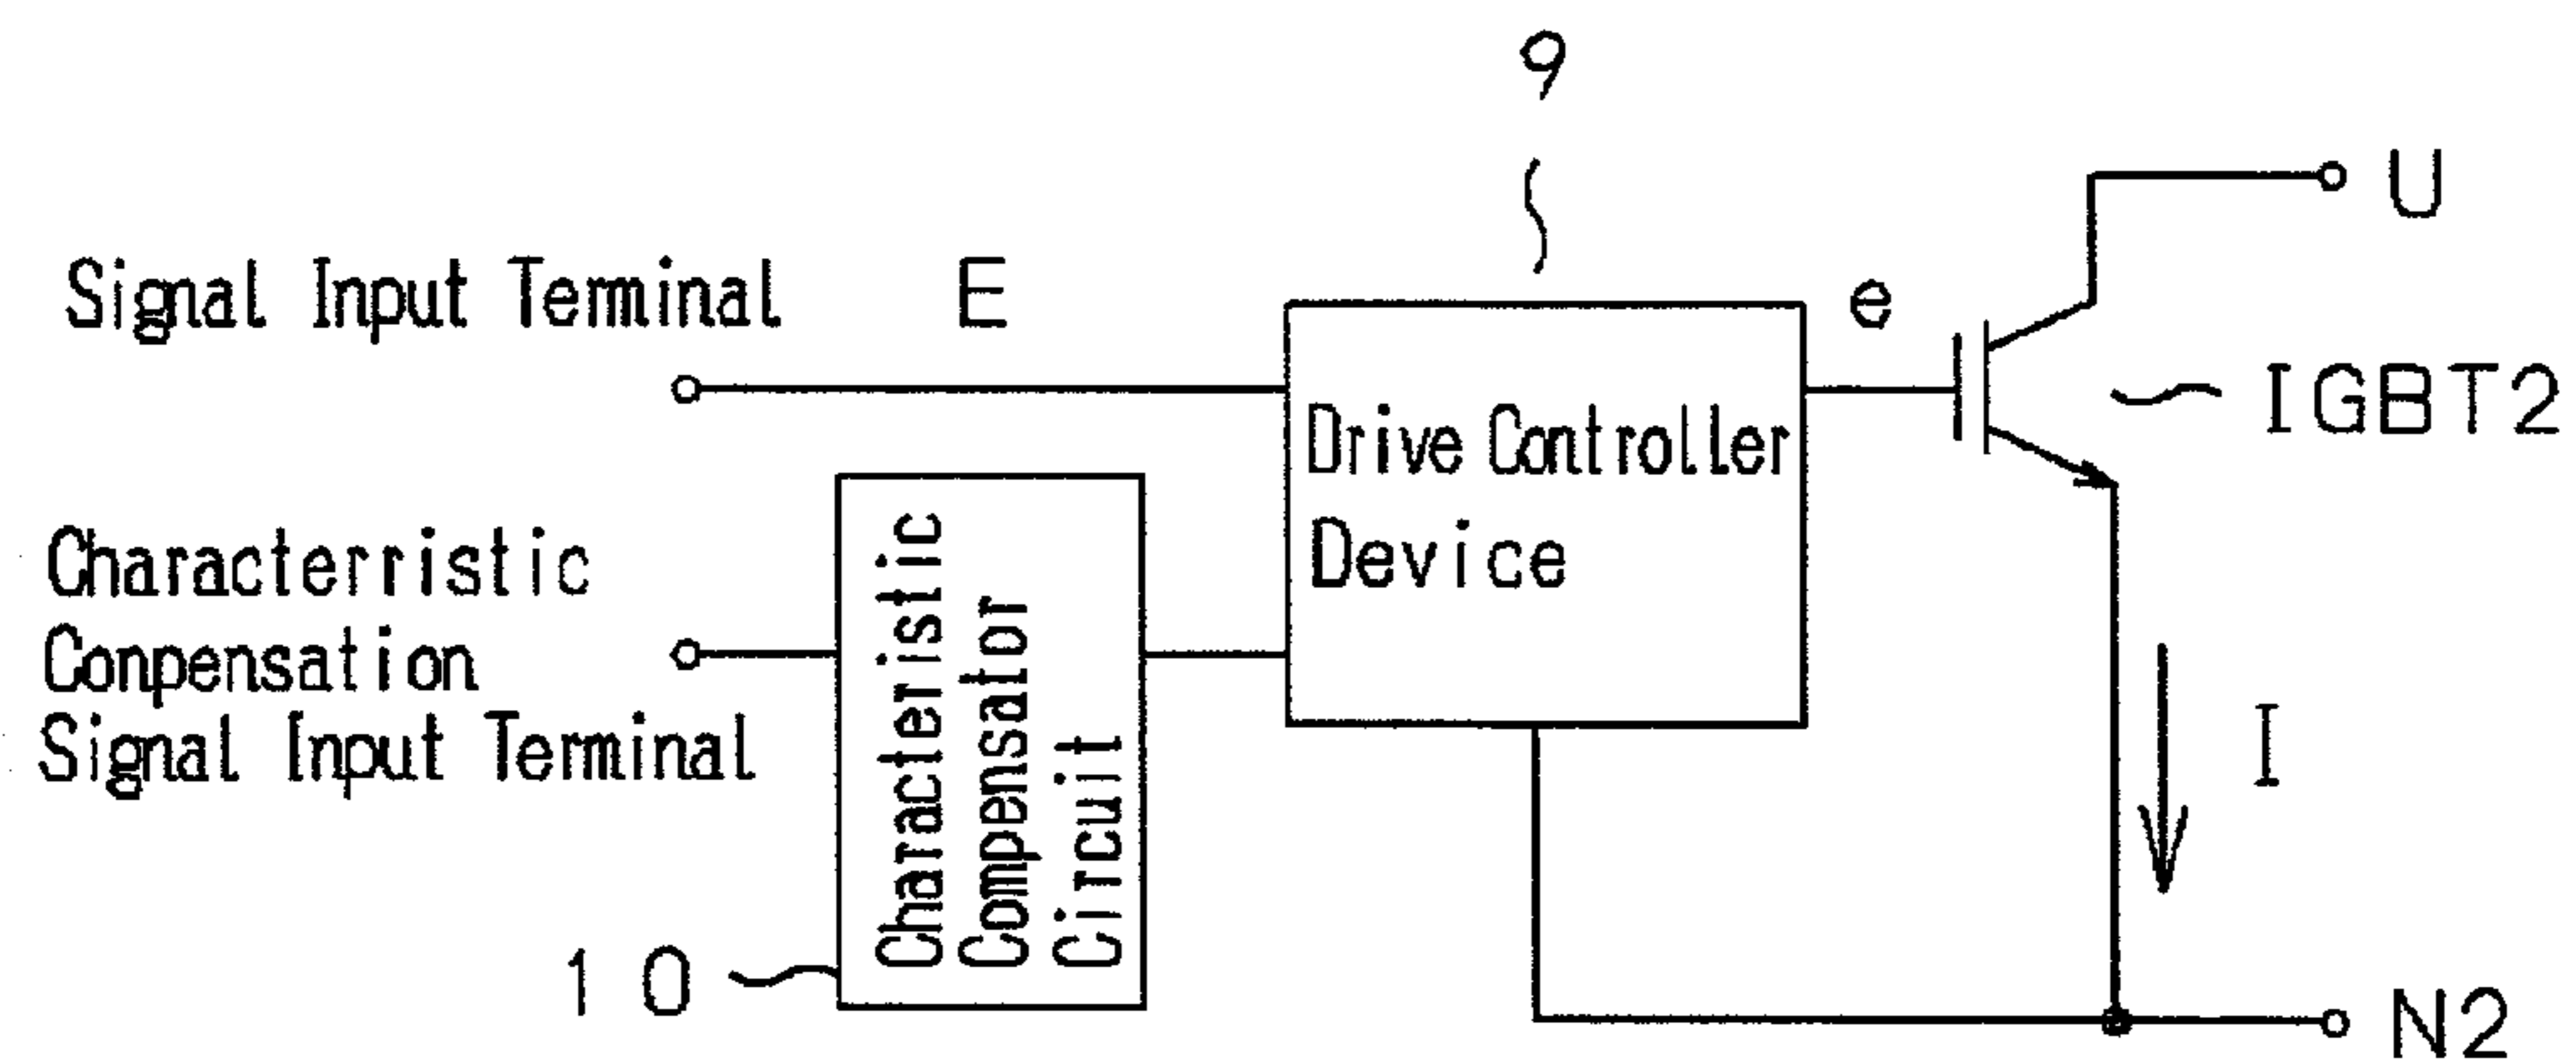 9
U
Signal Input Terminal E
e
IGBT2
Drive Controller
Device
Characterristic
Conpensation
Signal Input Terminal
Characteristic
Compensator
Circuit
I
10
N2